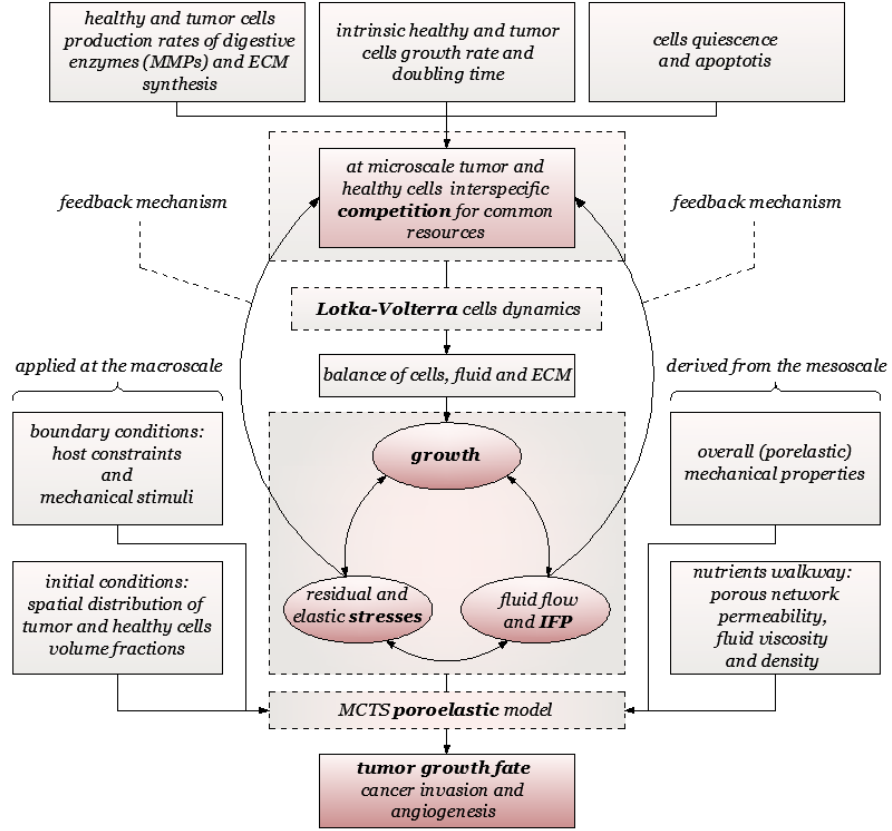 healthy and tumor cells
production rates of digestive
enzymes (MMPs) and ECM
synthesis
intrinsic healthy and tumor
cells growth rate and
doubling time
cells quiescence
and apoptotis
at microscale tumor and
healthy cells interspecific
competition for common
resources
feedback mechanism
feedback mechanism
Lotka-Volterra cells dynamics
applied at the macroscale
balance of cells, fluid and ECM
derived from the mesoscale
boundary conditions:
host constraints
and
mechanical stimuli
growth
overall (porelastic)
mechanical properties
initial conditions:
spatial distribution of
tumor and healthy cells
volume fractions
residual and
elastic stresses
fluid flow
and IFP
nutrients walkway:
porous network
permeability,
fluid viscosity
and density
MCTS poroelastic model
tumor growth fate
cancer invasion and
angiogenesis